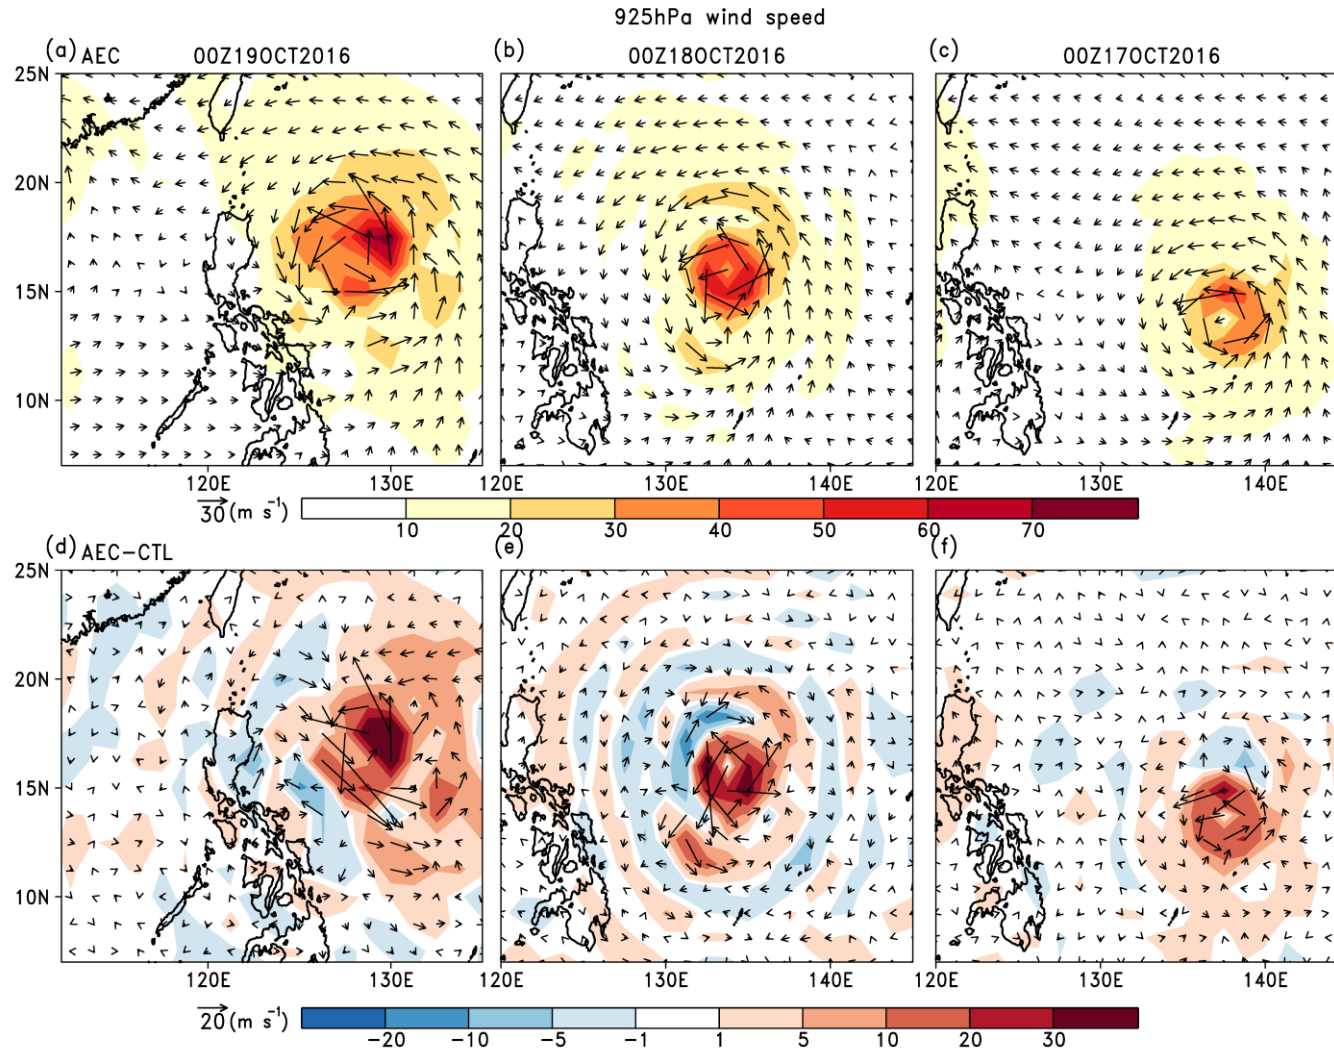 925hPa wind speed
(a) AEC 00Z19OCT2016
(b) 00Z18OCT2016
(c) 00Z17OCT2016
25N
20N
15N
10N
120E 130E
120E 130E 140E
120E 130E 140E
30(m s⁻¹)
10 20 30 40 50 60 70
(d) AEC−CTL
(e)
(f)
25N
20N
15N
10N
120E 130E
120E 130E 140E
120E 130E 140E
20(m s⁻¹)
−20 −10 −5 −1 1 5 10 20 30